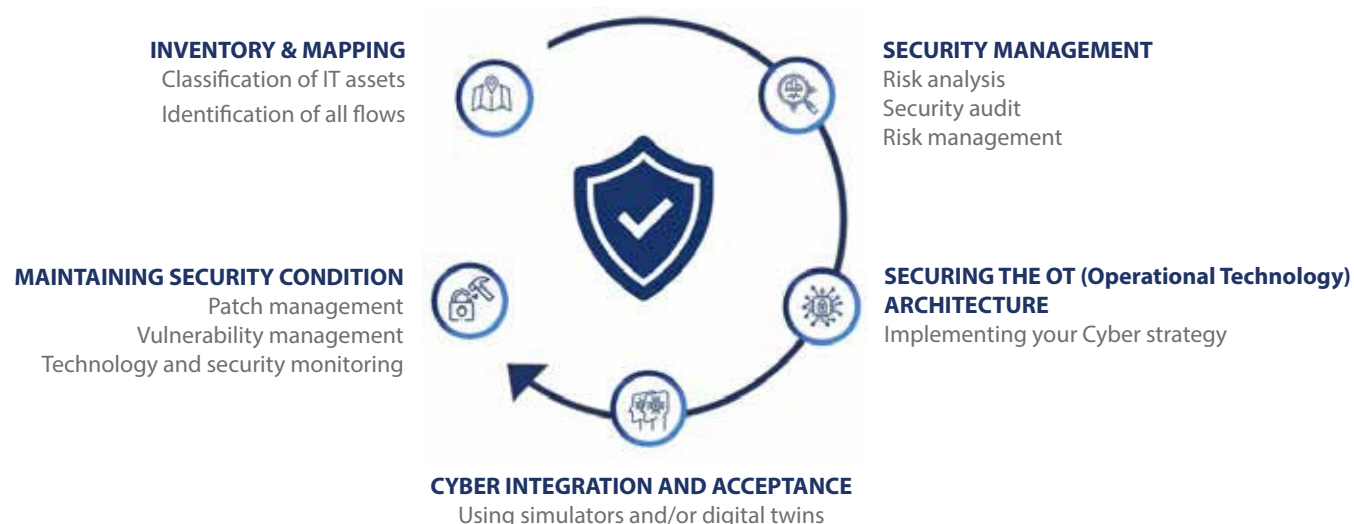 INVENTORY & MAPPING
Classification of IT assets
Identification of all flows
SECURITY MANAGEMENT
Risk analysis
Security audit
Risk management
SECURING THE OT (Operational Technology)
ARCHITECTURE
Implementing your Cyber strategy
CYBER INTEGRATION AND ACCEPTANCE
Using simulators and/or digital twins
MAINTAINING SECURITY CONDITION
Patch management
Vulnerability management
Technology and security monitoring